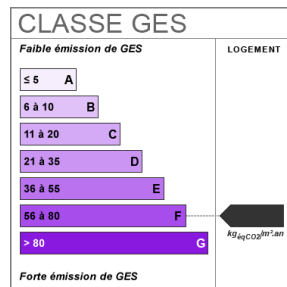 CLASSE GES
Faible émission de GES
LOGEMENT
≤ 5 A
6 à 10 B
11 à 20 C
21 à 35 D
36 à 55 E
56 à 80 F
kgéqCO2/m².an
> 80 G
Forte émission de GES